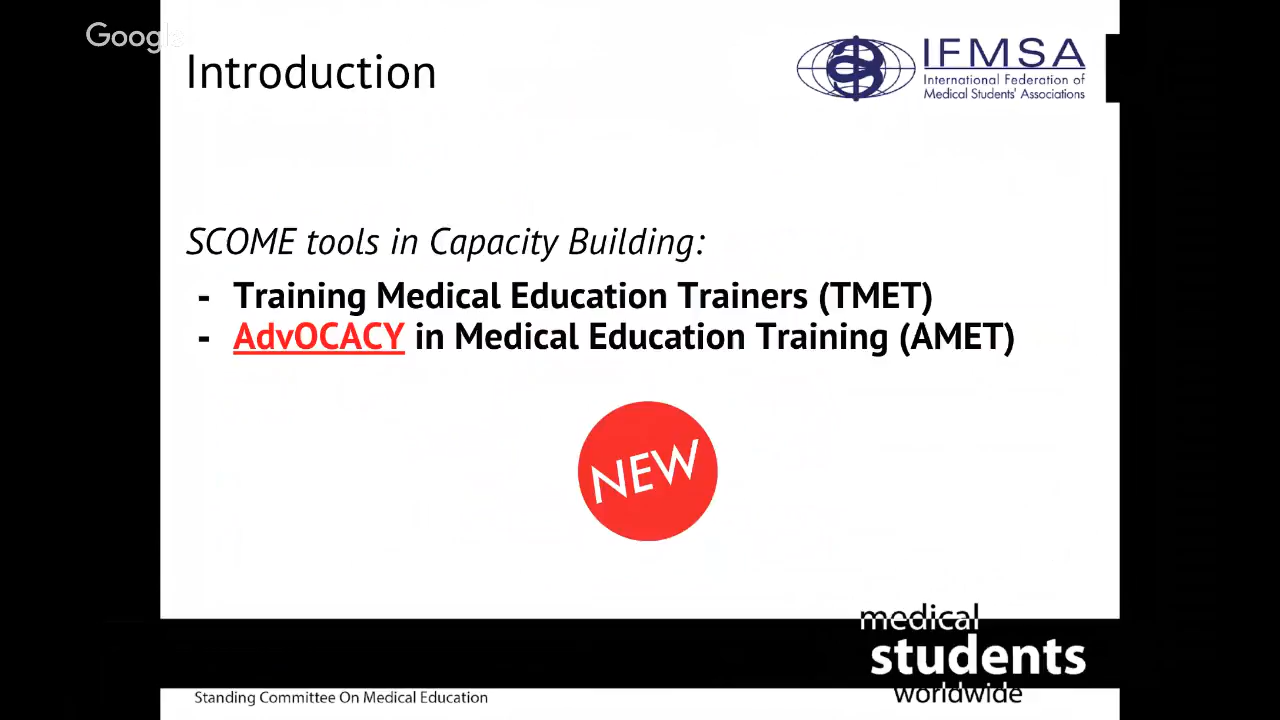 Google
Introduction
IFMSA
International Federation of
Medical Students' Associations
SCOME tools in Capacity Building:
- Training Medical Education Trainers (TMET)
- AdvOCACY in Medical Education Training (AMET)
NEW
medical
students
worldwide
Standing Committee On Medical Education